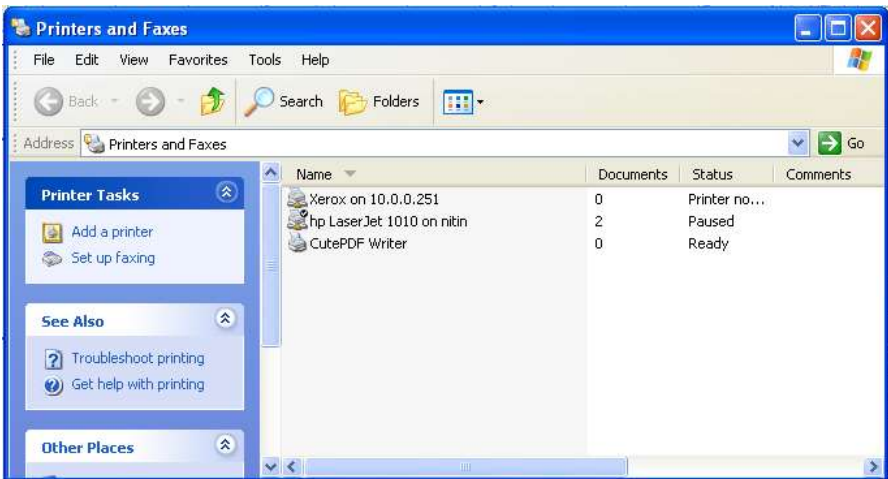 Printers and Faxes
File Edit View Favorites Tools Help
Back Search Folders
Address Printers and Faxes Go
Name Documents Status Comments
Printer Tasks
Add a printer
Set up faxing
See Also
Troubleshoot printing
Get help with printing
Other Places
Xerox on 10.0.0.251 0 Printer no...
hp LaserJet 1010 on nitin 2 Paused
CutePDF Writer 0 Ready